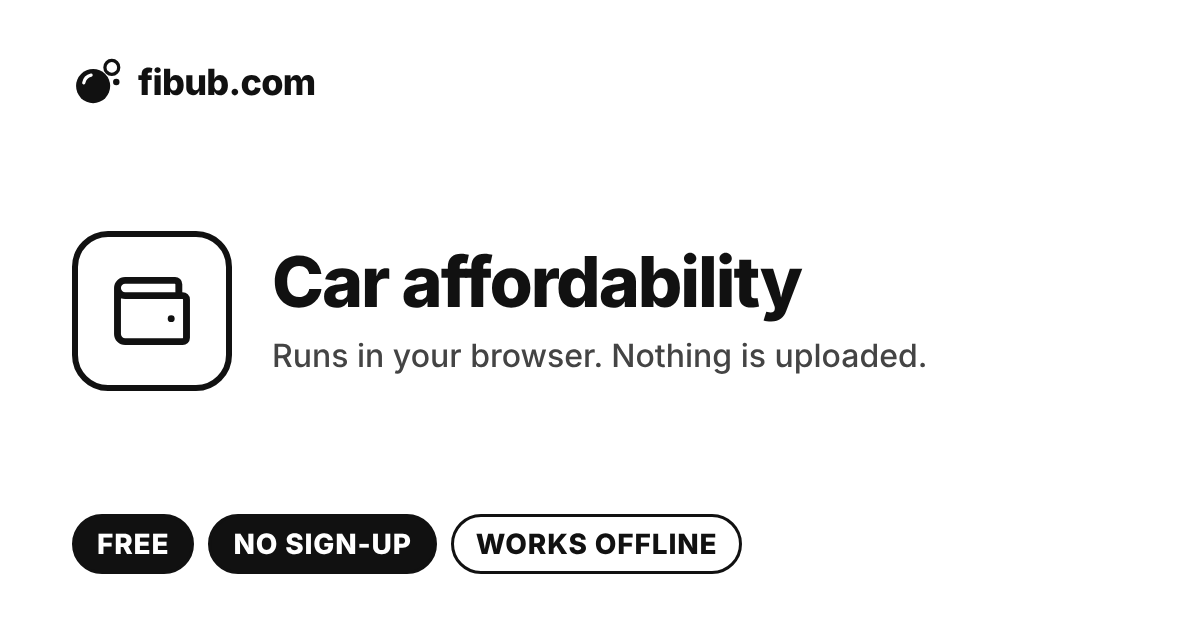 fibub.com
Car affordability
Runs in your browser. Nothing is uploaded.
FREE
NO SIGN-UP
WORKS OFFLINE